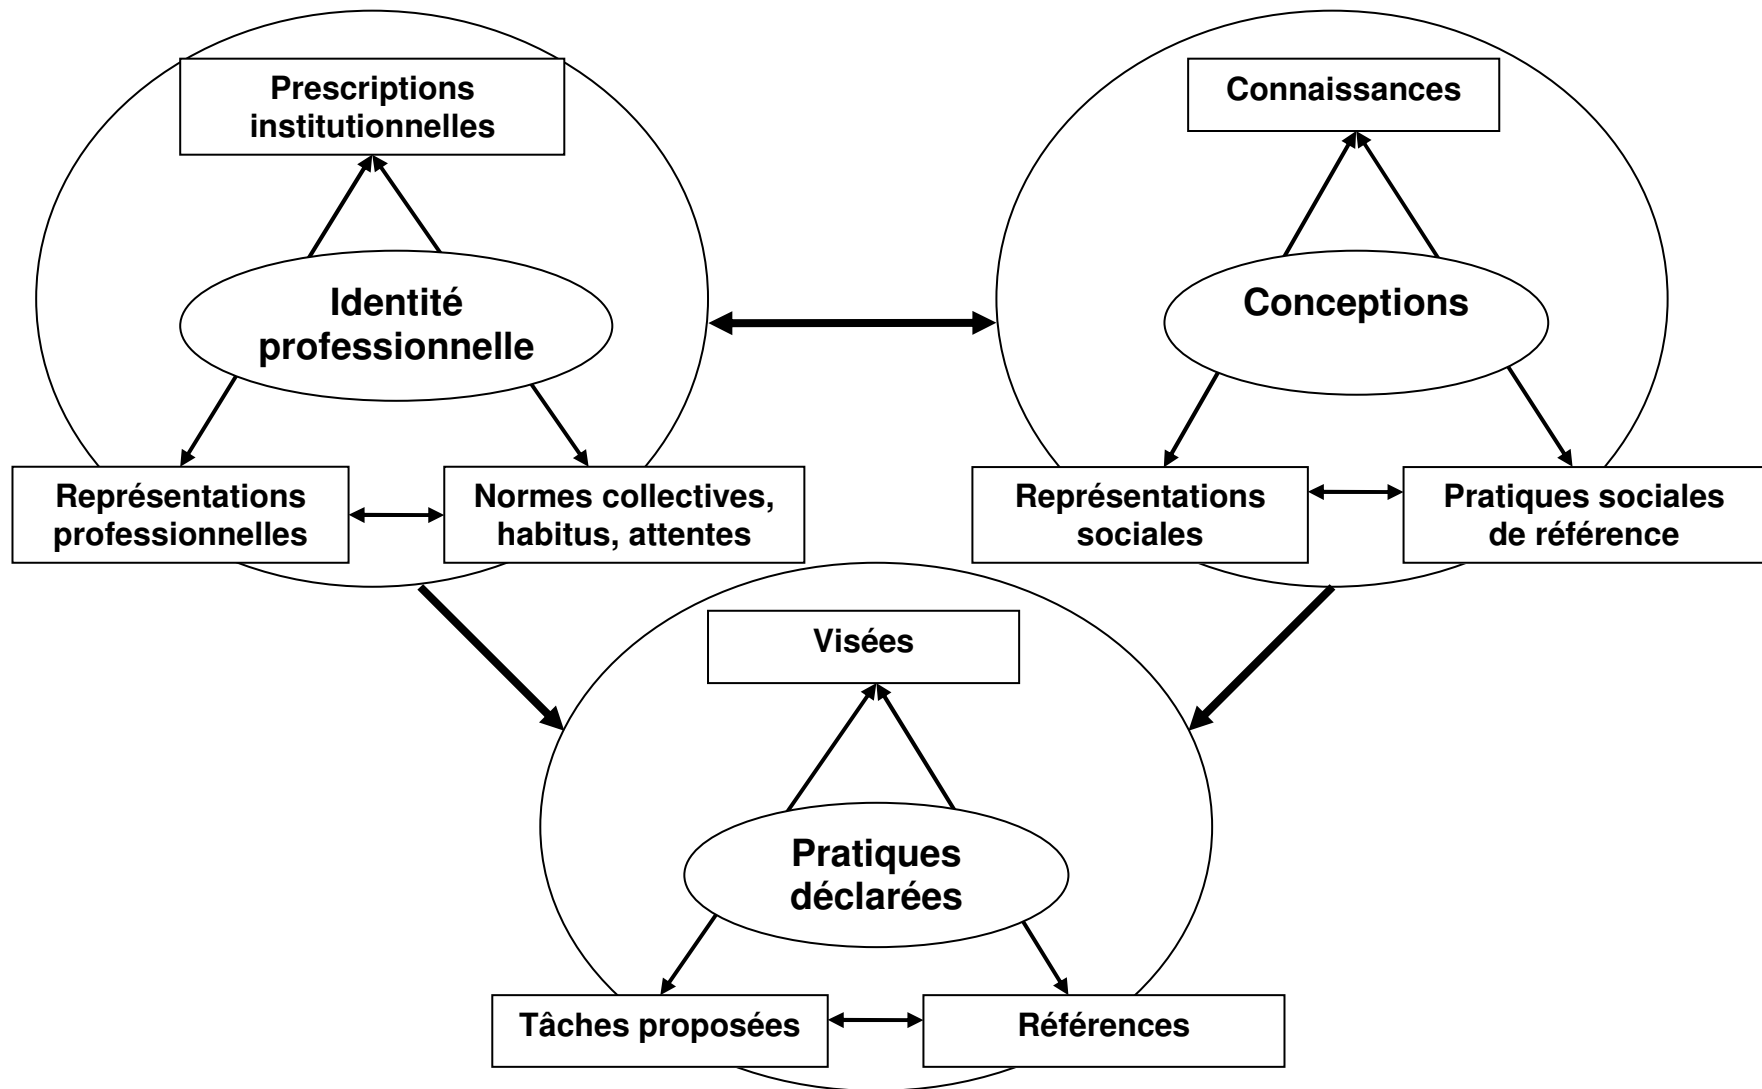 Prescriptions
institutionnelles
Identité
professionnelle
Représentations
professionnelles
Normes collectives,
habitus, attentes
Connaissances
Conceptions
Représentations
sociales
Pratiques sociales
de référence
Visées
Pratiques
déclarées
Tâches proposées
Références